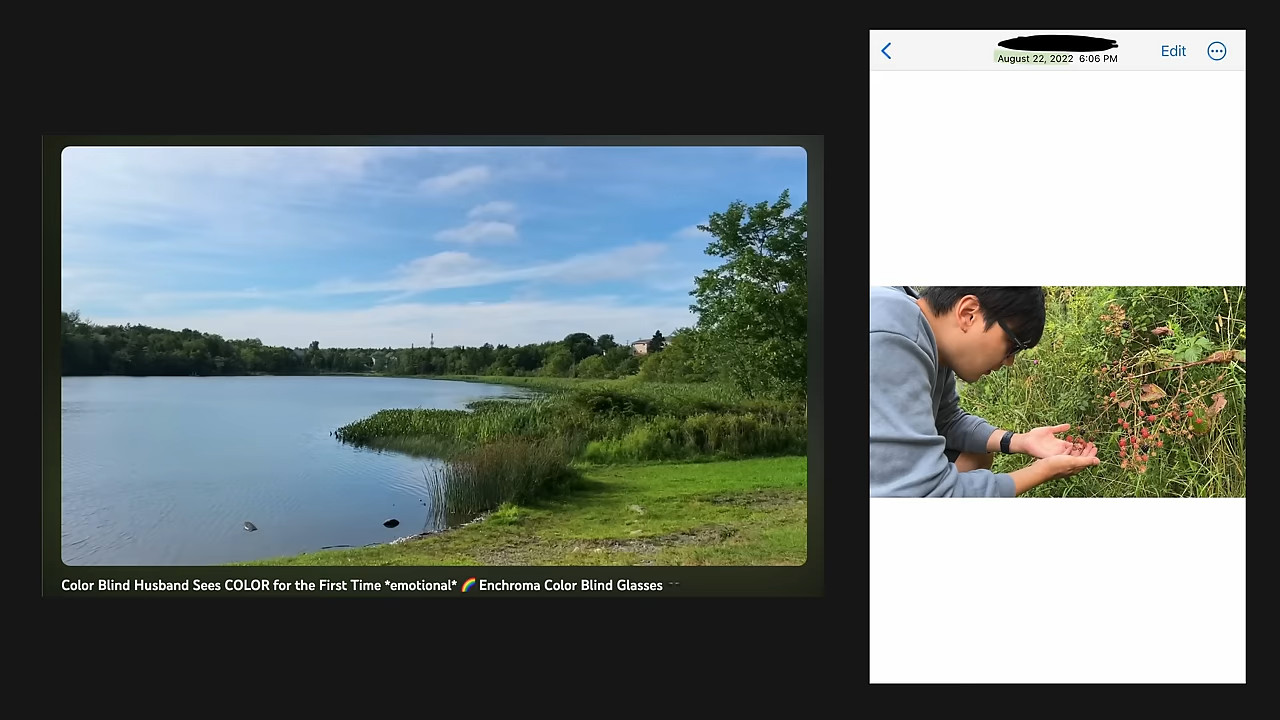 August 22, 2022 6:06 PM
Edit
Color Blind Husband Sees COLOR for the First Time *emotional* 🌈 Enchroma Color Blind Glasses